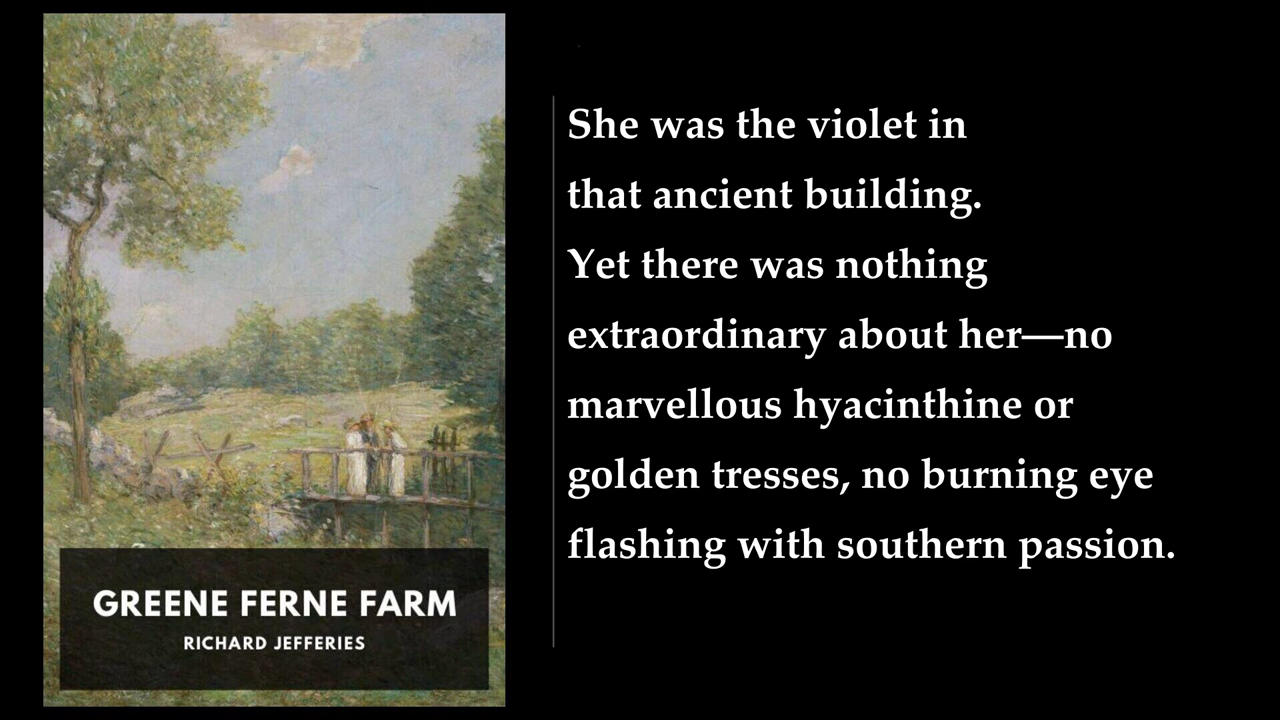 She was the violet in
that ancient building.
Yet there was nothing
extraordinary about her—no
marvellous hyacinthine or
golden tresses, no burning eye
flashing with southern passion.
GREENE FERNE FARM
RICHARD JEFFERIES